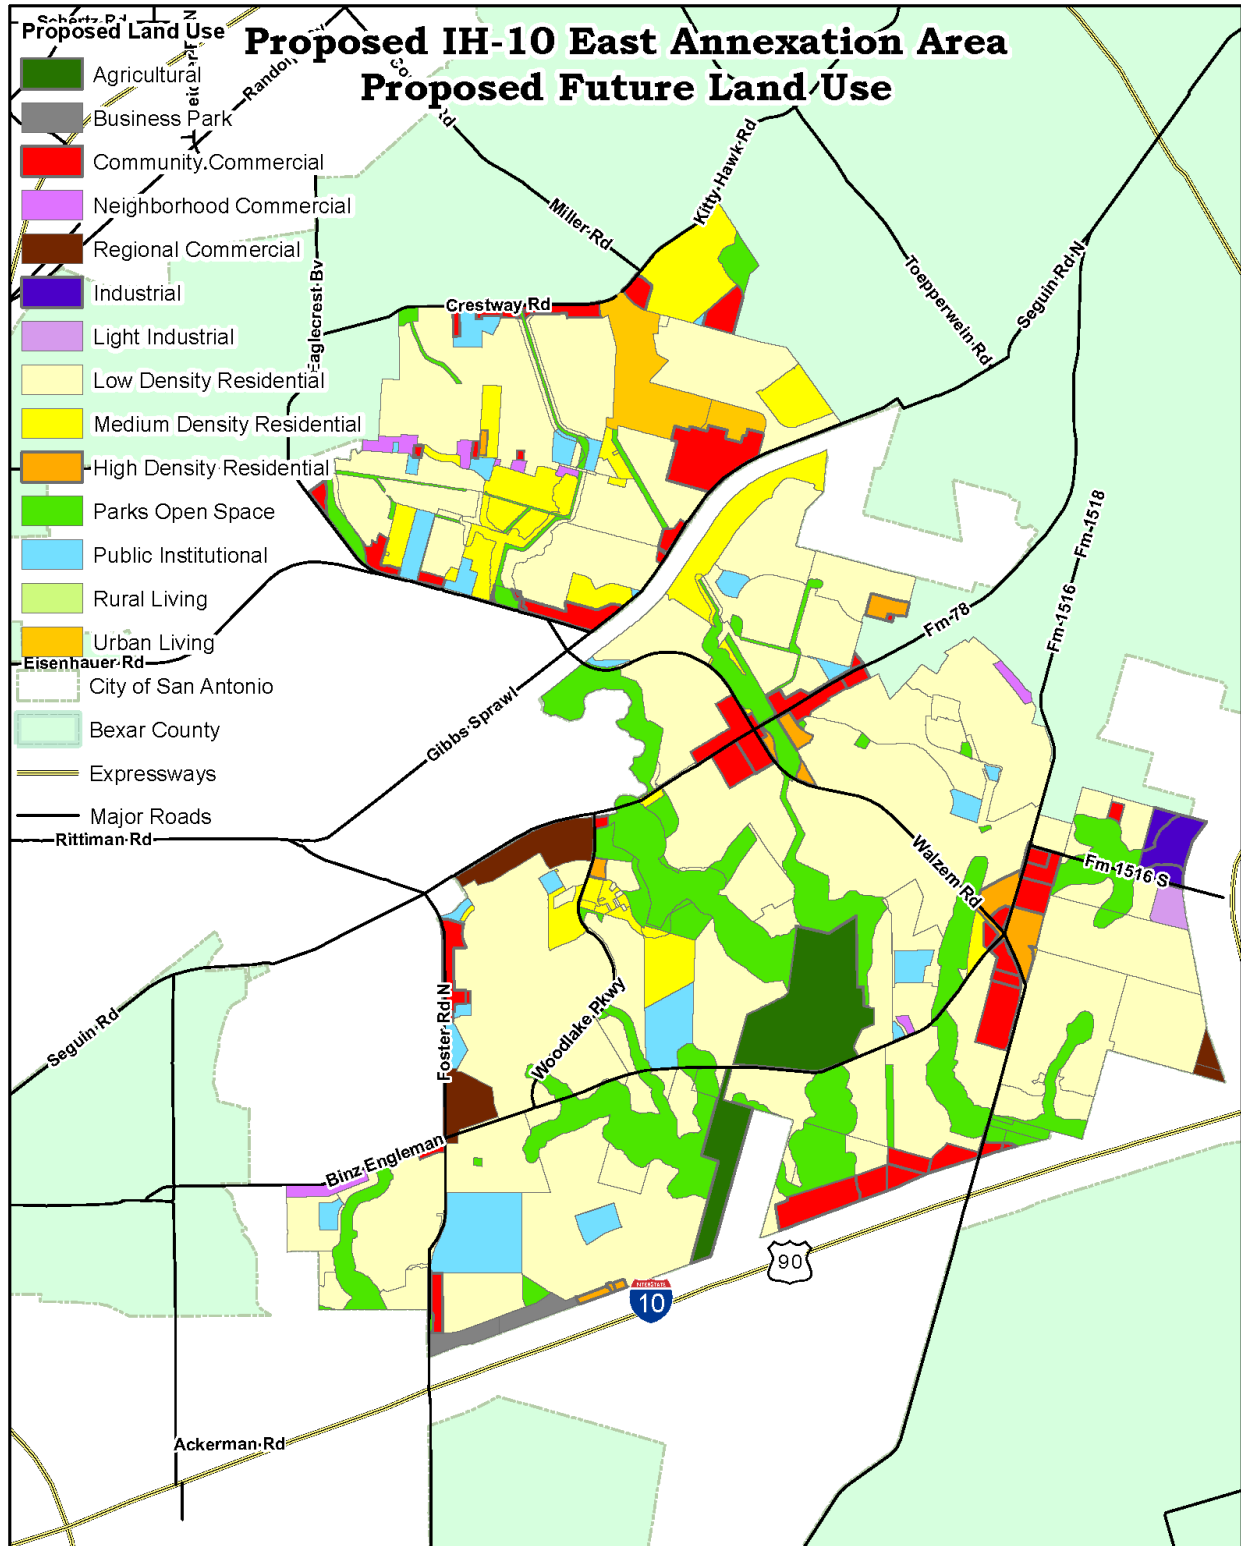 Proposed IH-10 East Annexation Area
Proposed Future Land Use
Schertz Rd
Proposed Land Use
Agricultural
Business Park
Community Commercial
Neighborhood Commercial
Regional Commercial
Industrial
Light Industrial
Low Density Residential
Medium Density Residential
High Density Residential
Parks Open Space
Public Institutional
Rural Living
Urban Living
City of San Antonio
Bexar County
Expressways
Major Roads
Miller Rd
Kitty Hawk Rd
Toepperwein Rd
Seguin Rd N
Crestway Rd
Eaglecrest Bv
Fm-1518
Fm-1516
Fm-78
Eisenhauer Rd
Gibbs Sprawl
Rittiman Rd
Walzem Rd
Fm 1516 S
Seguin Rd
Foster Rd N
Woodlake Pkwy
Binz Engleman
90
INTERSTATE
10
Ackerman Rd